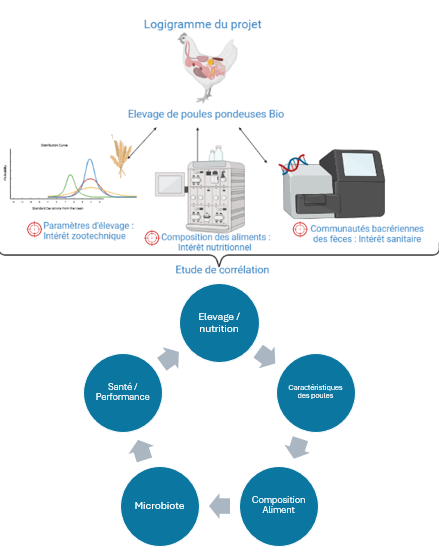 Logigramme du projet
Elevage de poules pondeuses Bio
Distribution Curve
Probability
Standard Deviations from the mean
Paramètres d'élevage :
Intérêt zootechnique
Composition des aliments :
Intérêt nutritionnel
Communautés bacrériennes
des fèces : Intérêt sanitaire
Etude de corrélation
Elevage /
nutrition
Caractéristiques
des poules
Composition
Aliment
Microbiote
Santé /
Performance